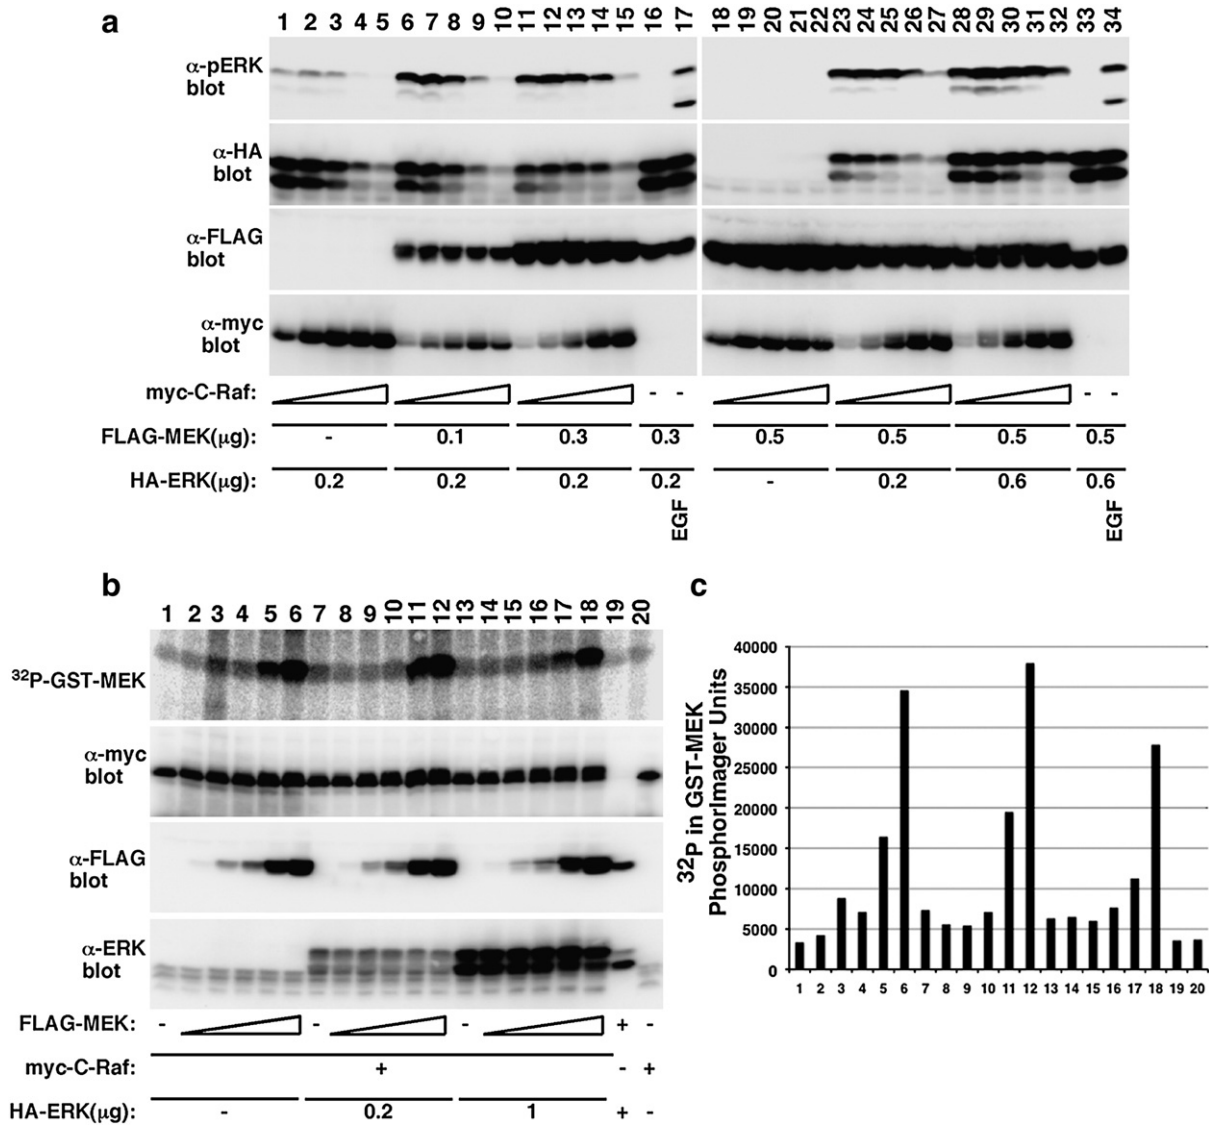 a
1 2 3 4 5 6 7 8 9 10 11 12 13 14 15 16 17 18 19 20 21 22 23 24 25 26 27 28 29 30 31 32 33 34
α-pERK
blot
α-HA
blot
α-FLAG
blot
α-myc
blot
myc-C-Raf: - - - -
FLAG-MEK(μg): - 0.1 0.3 0.3 0.5 0.5 0.5 0.5
HA-ERK(μg): 0.2 0.2 0.2 0.2 - 0.2 0.6 0.6
EGF EGF
b
1 2 3 4 5 6 7 8 9 10 11 12 13 14 15 16 17 18 19 20
32P-GST-MEK
α-myc
blot
α-FLAG
blot
α-ERK
blot
FLAG-MEK: - - - + -
myc-C-Raf: + - +
HA-ERK(μg): - 0.2 1 + -
c
32P in GST-MEK
PhosphorImager Units
40000
35000
30000
25000
20000
15000
10000
5000
0
1 2 3 4 5 6 7 8 9 10 11 12 13 14 15 16 17 18 19 20